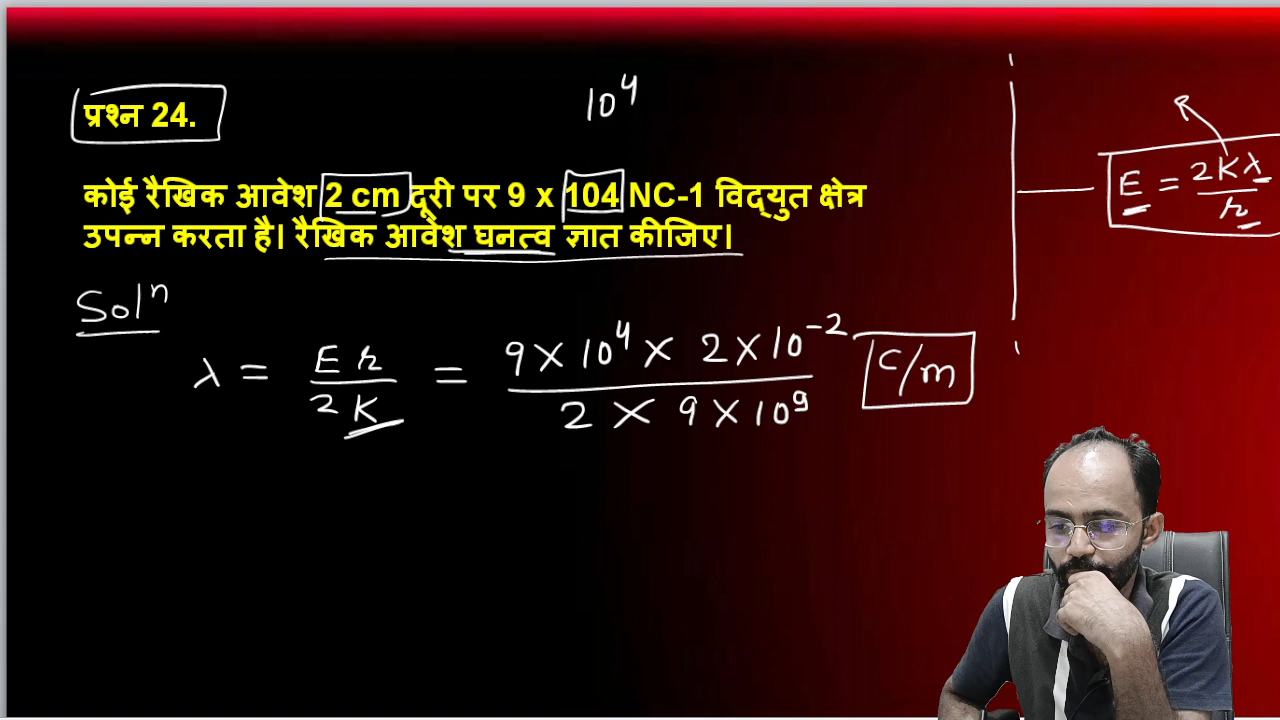 प्रश्न 24.
10⁴
कोई रैखिक आवेश 2 cm दूरी पर 9 x 104 NC-1 विद्युत क्षेत्र
उपन्न करता है। रैखिक आवेश घनत्व ज्ञात कीजिए।
E = 2Kλ/r
Solⁿ
λ = Er/2K = 9×10⁴× 2×10⁻²/2 × 9×10⁹ C/m